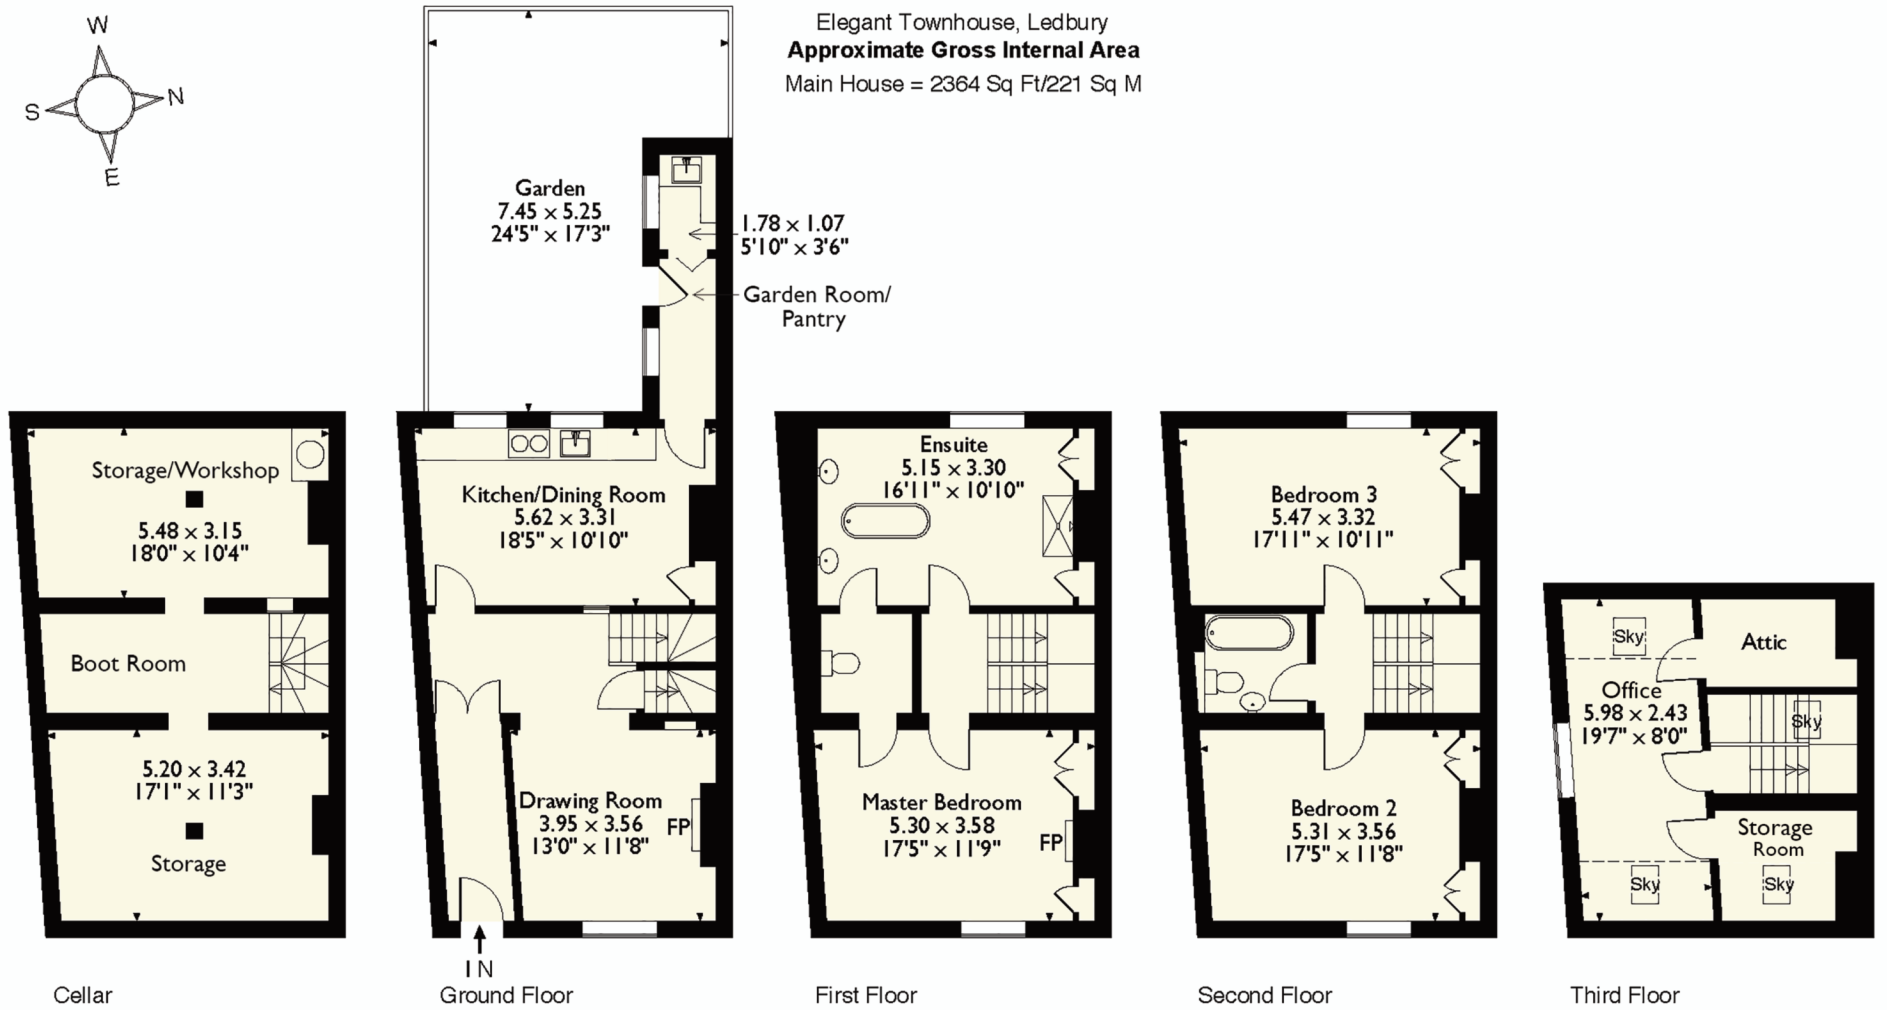 Elegant Townhouse, Ledbury
Approximate Gross Internal Area
Main House = 2364 Sq Ft/221 Sq M
W
S
N
E
Garden
7.45 × 5.25
24'5" × 17'3"
1.78 × 1.07
5'10" × 3'6"
Garden Room/
Pantry
Storage/Workshop
5.48 × 3.15
18'0" × 10'4"
Boot Room
5.20 × 3.42
17'1" × 11'3"
Storage
Cellar
Kitchen/Dining Room
5.62 × 3.31
18'5" × 10'10"
Drawing Room
3.95 × 3.56
13'0" × 11'8"
FP
IN
Ground Floor
Ensuite
5.15 × 3.30
16'11" × 10'10"
Master Bedroom
5.30 × 3.58
17'5" × 11'9"
FP
First Floor
Bedroom 3
5.47 × 3.32
17'11" × 10'11"
Bedroom 2
5.31 × 3.56
17'5" × 11'8"
Second Floor
Sky
Attic
Office
5.98 × 2.43
19'7" × 8'0"
Sky
Storage
Room
Sky
Sky
Third Floor